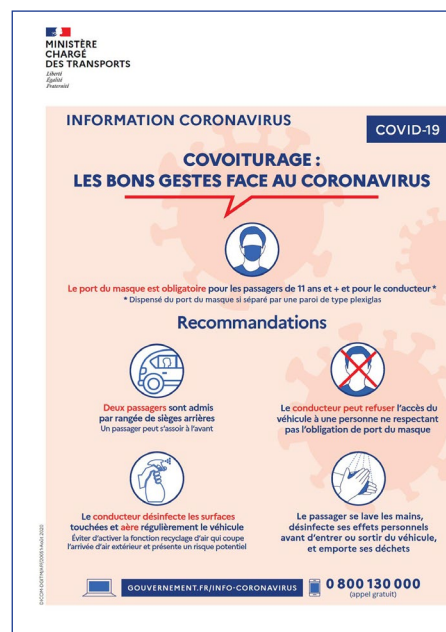 MINISTÈRE
CHARGÉ
DES TRANSPORTS
Liberté
Égalité
Fraternité
INFORMATION CORONAVIRUS
COVID-19
COVOITURAGE :
LES BONS GESTES FACE AU CORONAVIRUS
Le port du masque est obligatoire pour les passagers de 11 ans et + et pour le conducteur*
* Dispensé du port du masque si séparé par une paroi de type plexiglas
Recommandations
Deux passagers sont admis
par rangée de sièges arrières
Un passager peut s'assoir à l'avant
Le conducteur peut refuser l'accès du
véhicule à une personne ne respectant
pas l'obligation de port du masque
Le conducteur désinfecte les surfaces
touchées et aère régulièrement le véhicule
Éviter d'activer la fonction recyclage d'air qui coupe
l'arrivée d'air extérieur et présente un risque potentiel
Le passager se lave les mains,
désinfecte ses effets personnels
avant d'entrer ou sortir du véhicule,
et emporte ses déchets
GOUVERNEMENT.FR/INFO-CORONAVIRUS
0 800 130 000
(appel gratuit)